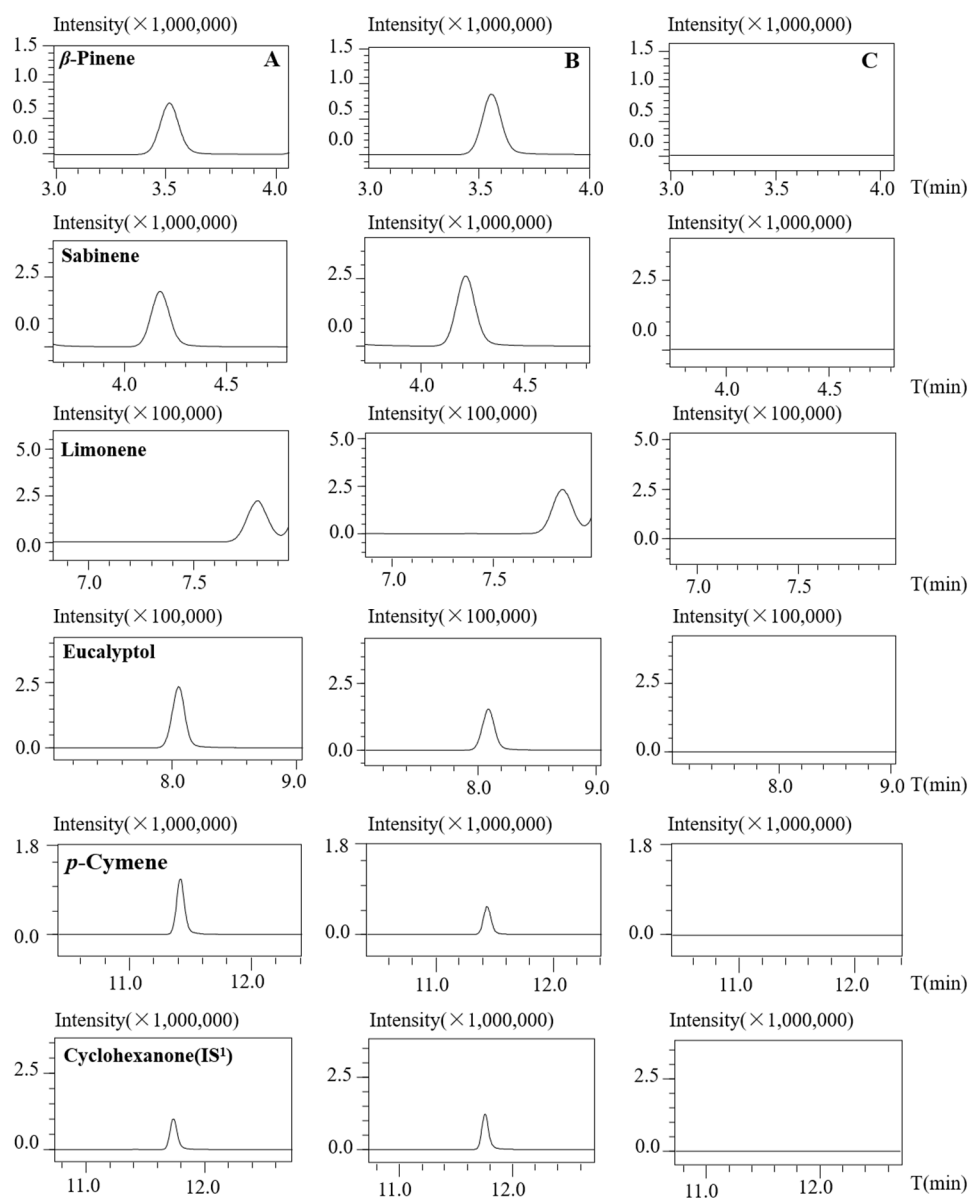 Intensity(×1,000,000) Intensity(×1,000,000) Intensity(×1,000,000)
1.5 1.5 1.5
β-Pinene A B C
1.0 1.0 1.0
0.5 0.5 0.5
0.0 0.0 0.0
3.0 3.5 4.0 3.0 3.5 4.0 3.0 3.5 4.0 T(min)
Intensity(×1,000,000) Intensity(×1,000,000) Intensity(×1,000,000)
Sabinene
2.5 2.5 2.5
0.0 0.0 0.0
4.0 4.5 4.0 4.5 4.0 4.5 T(min)
Intensity(×100,000) Intensity(×100,000) Intensity(×100,000)
5.0 5.0 5.0
Limonene
2.5 2.5 2.5
0.0 0.0 0.0
7.0 7.5 7.0 7.5 7.0 7.5 T(min)
Intensity(×100,000) Intensity(×100,000) Intensity(×100,000)
Eucalyptol
2.5 2.5 2.5
0.0 0.0 0.0
8.0 9.0 8.0 9.0 8.0 9.0 T(min)
Intensity(×1,000,000) Intensity(×1,000,000) Intensity(×1,000,000)
1.8 1.8 1.8
p-Cymene
0.0 0.0 0.0
11.0 12.0 11.0 12.0 11.0 12.0 T(min)
Intensity(×1,000,000) Intensity(×1,000,000) Intensity(×1,000,000)
Cyclohexanone(IS¹)
2.5 2.5 2.5
0.0 0.0 0.0
11.0 12.0 11.0 12.0 11.0 12.0 T(min)